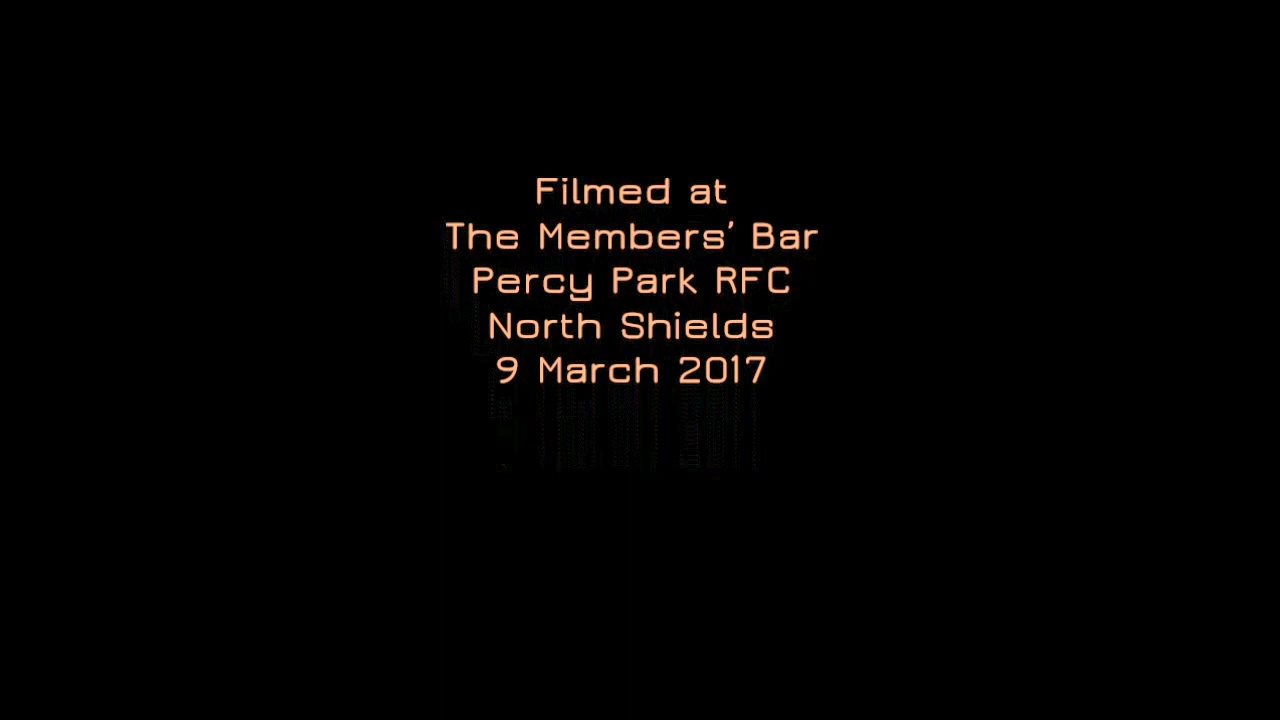 Filmed at
The Members' Bar
Percy Park RFC
North Shields
9 March 2017